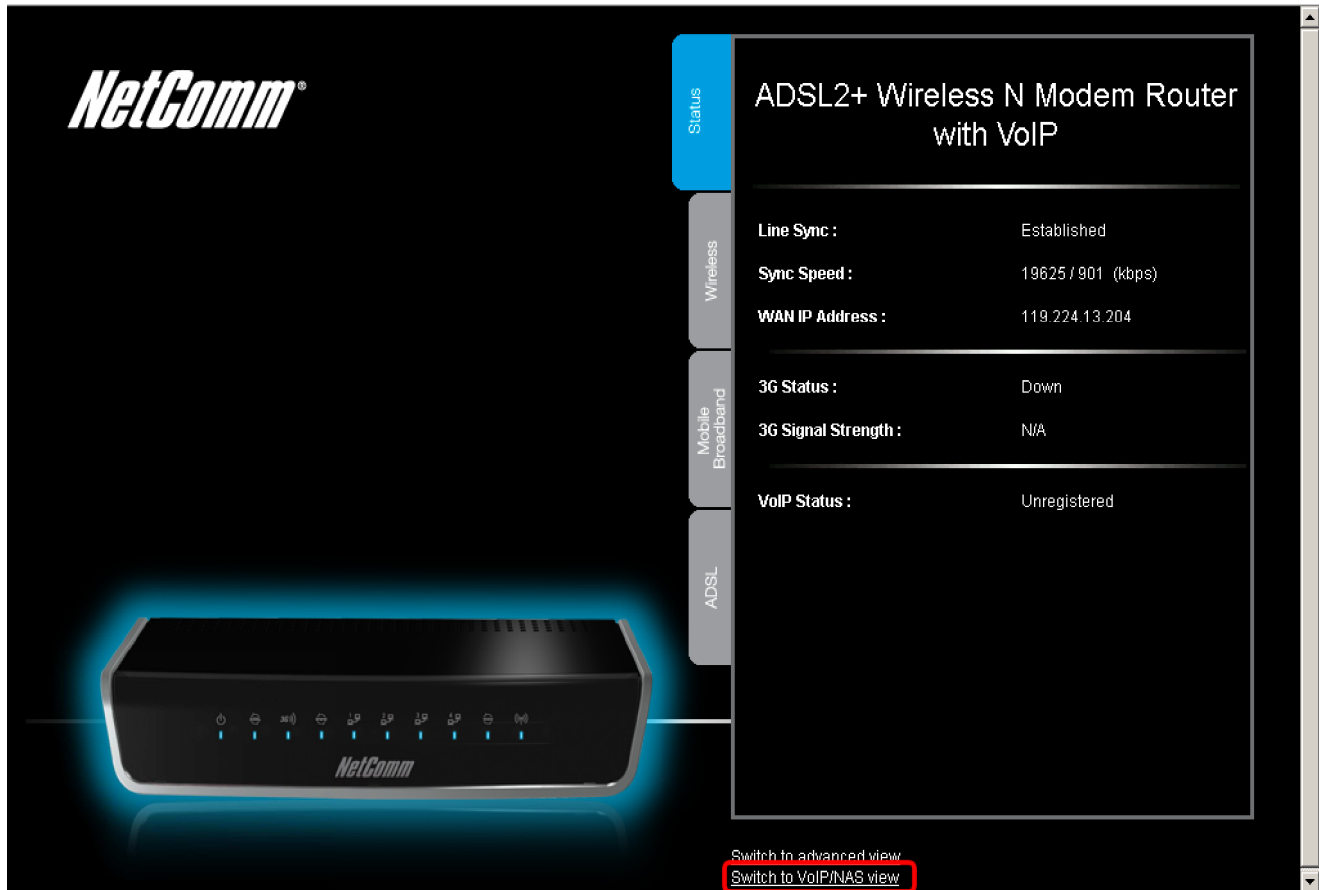 NetComm®
Status
Wireless
Mobile
Broadband
ADSL
ADSL2+ Wireless N Modem Router
with VoIP
Line Sync : Established
Sync Speed : 19625 / 901 (kbps)
WAN IP Address : 119.224.13.204
3G Status : Down
3G Signal Strength : N/A
VoIP Status : Unregistered
NetComm
Switch to advanced view
Switch to VoIP/NAS view